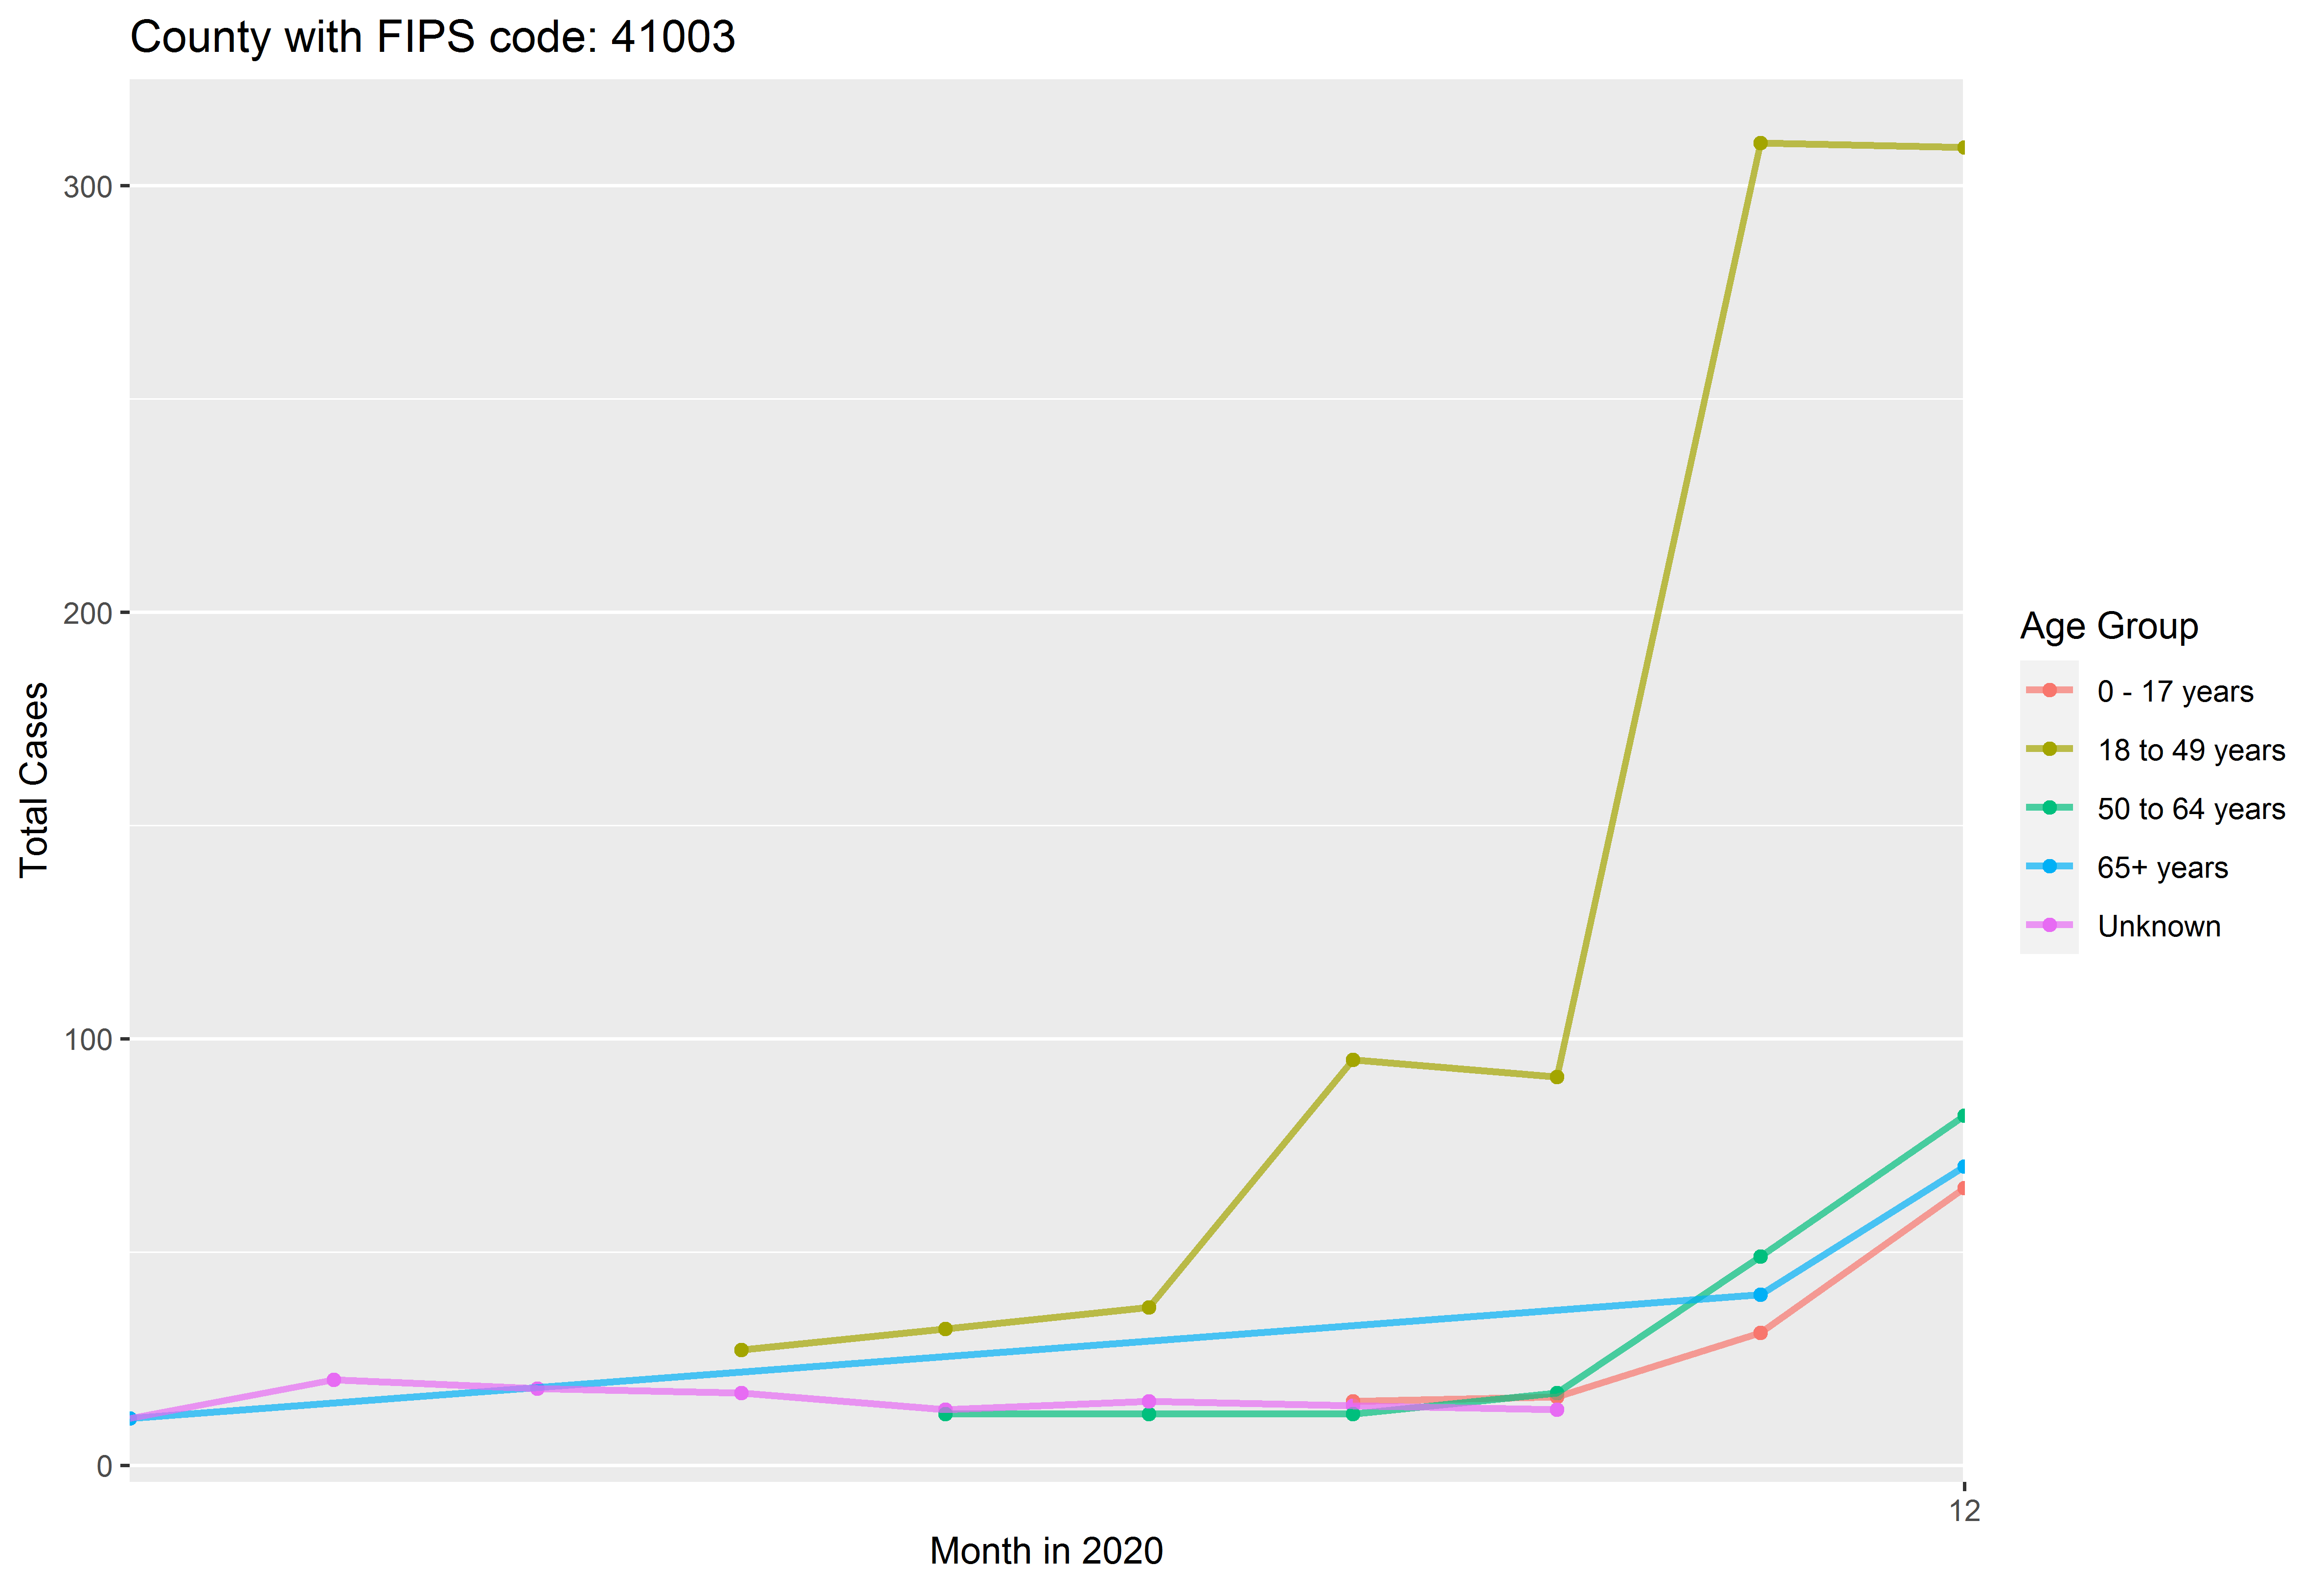 County with FIPS code: 41003
300
200
100
0
Total Cases
12
Month in 2020
Age Group
0 - 17 years
18 to 49 years
50 to 64 years
65+ years
Unknown